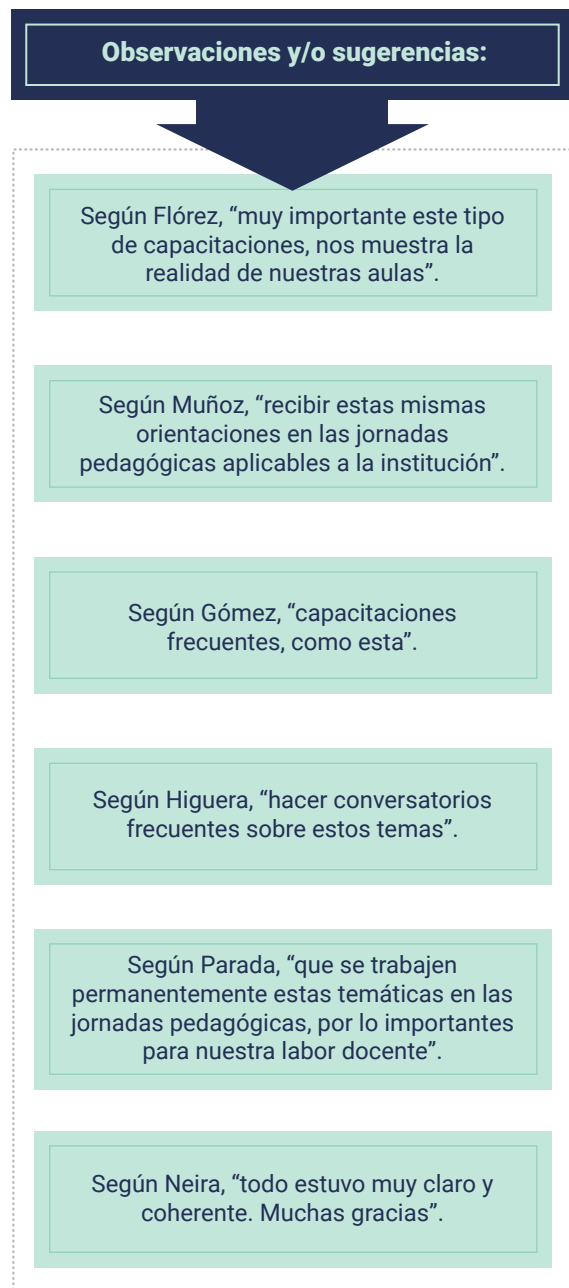 Observaciones y/o sugerencias:
Según Flórez, “muy importante este tipo
de capacitaciones, nos muestra la
realidad de nuestras aulas”.
Según Muñoz, “recibir estas mismas
orientaciones en las jornadas
pedagógicas aplicables a la institución”.
Según Gómez, “capacitaciones
frecuentes, como esta”.
Según Higuera, “hacer conversatorios
frecuentes sobre estos temas”.
Según Parada, “que se trabajen
permanentemente estas temáticas en las
jornadas pedagógicas, por lo importantes
para nuestra labor docente”.
Según Neira, “todo estuvo muy claro y
coherente. Muchas gracias”.